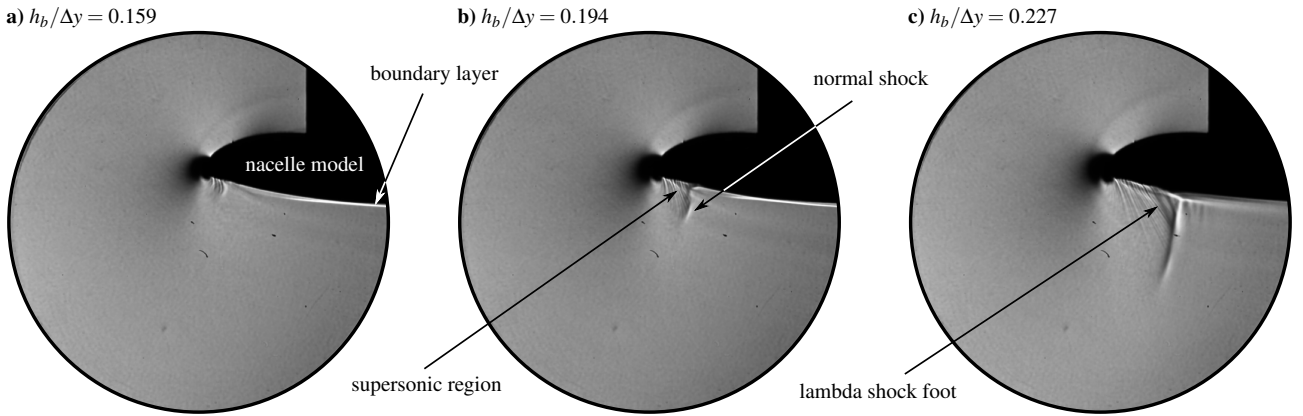 a) h_b/Δy = 0.159
b) h_b/Δy = 0.194
c) h_b/Δy = 0.227
boundary layer
normal shock
nacelle model
supersonic region
lambda shock foot